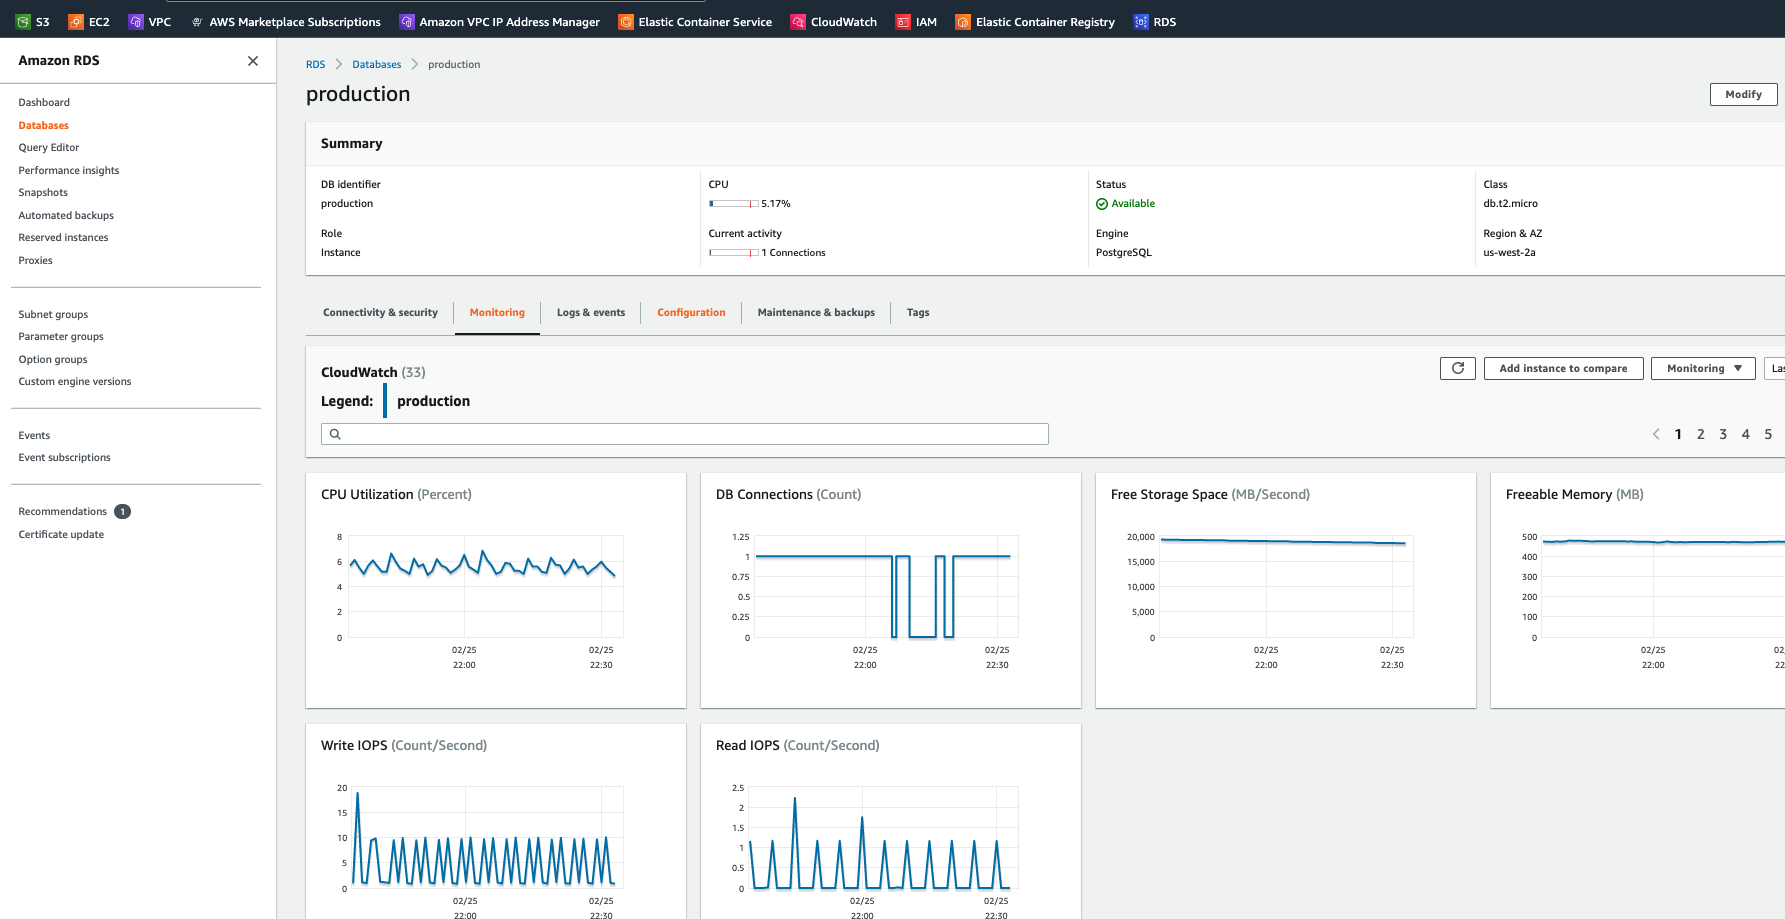 S3 EC2 VPC AWS Marketplace Subscriptions Amazon VPC IP Address Manager Elastic Container Service CloudWatch IAM Elastic Container Registry RDS
Amazon RDS
Dashboard
Databases
Query Editor
Performance insights
Snapshots
Automated backups
Reserved instances
Proxies
Subnet groups
Parameter groups
Option groups
Custom engine versions
Events
Event subscriptions
Recommendations 1
Certificate update
RDS > Databases > production
production
Modify
Summary
DB identifier
production
Role
Instance
CPU
5.17%
Current activity
1 Connections
Status
Available
Engine
PostgreSQL
Class
db.t2.micro
Region & AZ
us-west-2a
Connectivity & security Monitoring Logs & events Configuration Maintenance & backups Tags
CloudWatch (33)
Add instance to compare Monitoring Las
Legend: production
1 2 3 4 5
CPU Utilization (Percent)
8
6
4
2
0
02/25 02/25
22:00 22:30
DB Connections (Count)
1.25
1
0.75
0.5
0.25
0
02/25 02/25
22:00 22:30
Free Storage Space (MB/Second)
20,000
15,000
10,000
5,000
0
02/25 02/25
22:00 22:30
Freeable Memory (MB)
500
400
300
200
100
0
02/25 02/
22:00 22
Write IOPS (Count/Second)
20
15
10
5
0
02/25 02/25
22:00 22:30
Read IOPS (Count/Second)
2.5
2
1.5
1
0.5
0
02/25 02/25
22:00 22:30